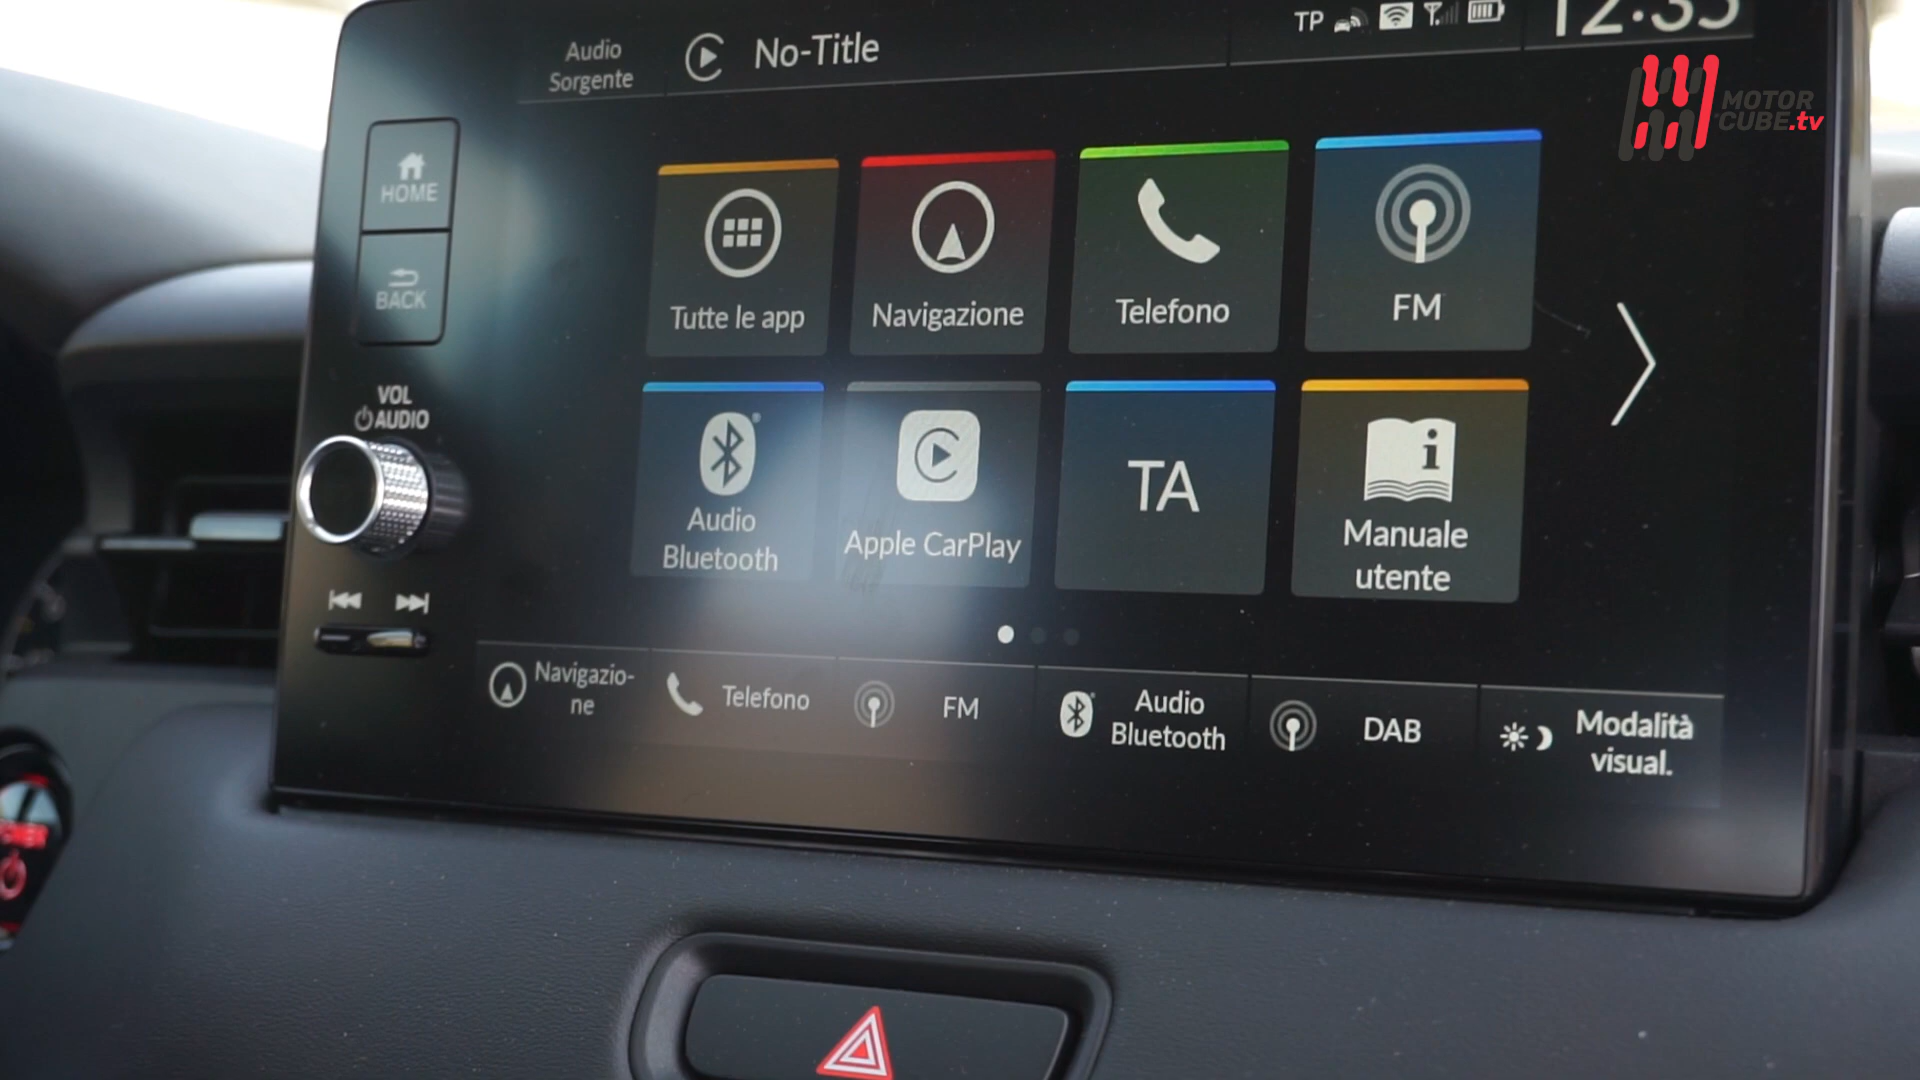 TP
12:35
Audio
Sorgente
No-Title
MOTOR
CUBE.tv
HOME
BACK
VOL
AUDIO
Tutte le app
Navigazione
Telefono
FM
Audio
Bluetooth
Apple CarPlay
TA
Manuale
utente
Navigazio-
ne
Telefono
FM
Audio
Bluetooth
DAB
Modalità
visual.
POWER